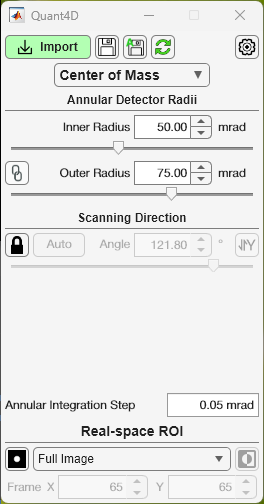 Quant4D
Import
Center of Mass
Annular Detector Radii
Inner Radius 50.00 mrad
Outer Radius 75.00 mrad
Scanning Direction
Auto Angle 121.80 °
Annular Integration Step 0.05 mrad
Real-space ROI
Full Image
Frame X 65 Y 65